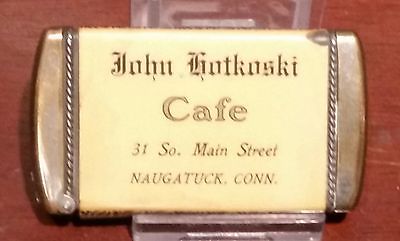 John Hotkoski
Cafe
31 So. Main Street
NAUGATUCK, CONN.